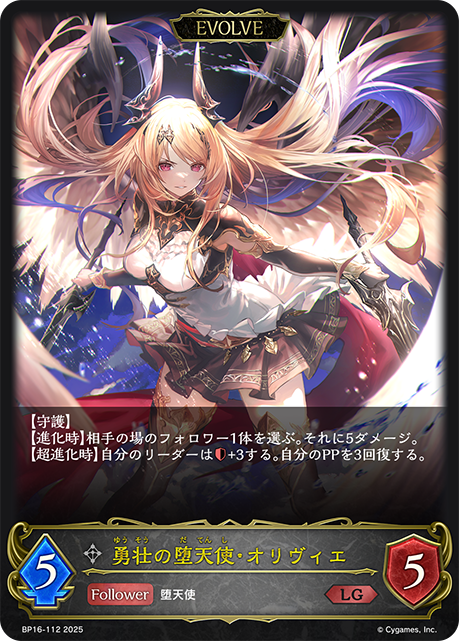 EVOLVE
【守護】
【進化時】相手の場のフォロワー1体を選ぶ。それに5ダメージ。
【超進化時】自分のリーダーは+3する。自分のPPを3回復する。
ゆうそう だてんし
勇壮の堕天使・オリヴィエ
5
Follower 堕天使 LG
5
BP16-112 2025 © Cygames, Inc.